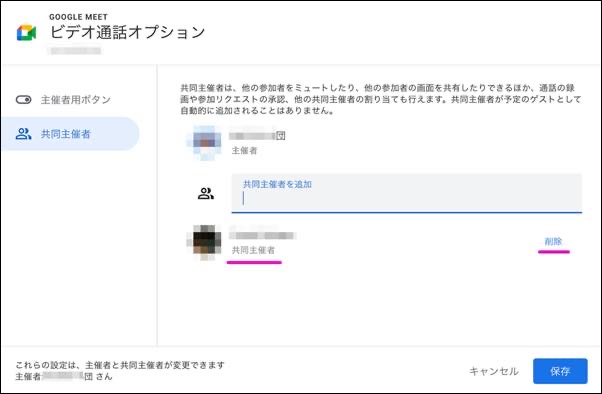 GOOGLE MEET
ビデオ通話オプション
主催者用ボタン
共同主催者
共同主催者は、他の参加者をミュートしたり、他の参加者の画面を共有したりできるほか、通話の録
画や参加リクエストの承認、他の共同主催者の割り当ても行えます。共同主催者が予定のゲストとして
自動的に追加されることはありません。
団
主催者
共同主催者を追加
共同主催者
削除
これらの設定は、主催者と共同主催者が変更できます
主催者: 団 さん
キャンセル
保存